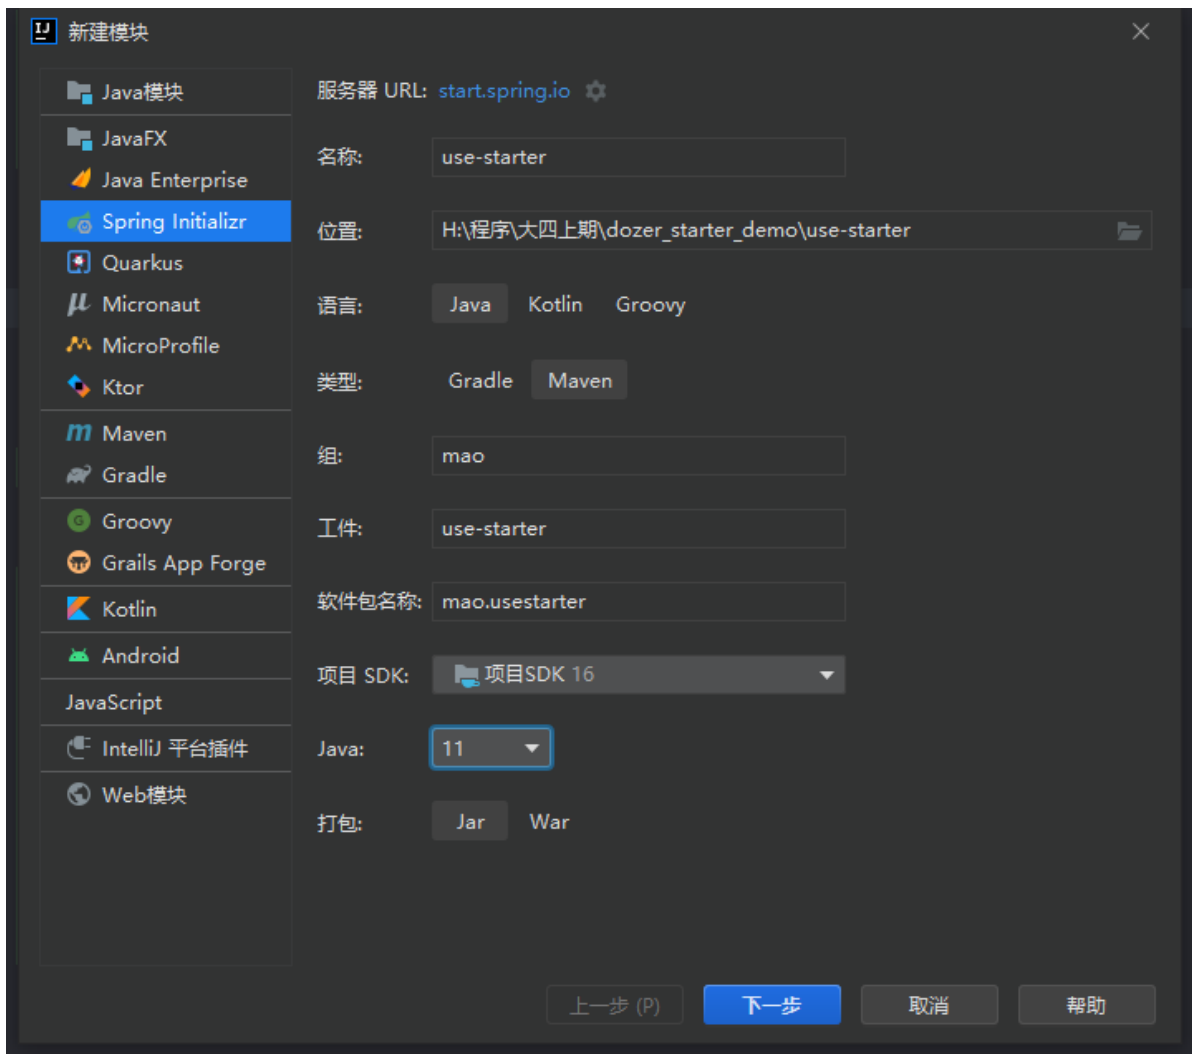 IJ 新建模块
Java模块
JavaFX
Java Enterprise
Spring Initializr
Quarkus
Micronaut
MicroProfile
Ktor
Maven
Gradle
Groovy
Grails App Forge
Kotlin
Android
JavaScript
IntelliJ 平台插件
Web模块
服务器 URL: start.spring.io
名称: use-starter
位置: H:\程序\大四上期\dozer_starter_demo\use-starter
语言: Java Kotlin Groovy
类型: Gradle Maven
组: mao
工件: use-starter
软件包名称: mao.usestarter
项目 SDK: 项目SDK 16
Java: 11
打包: Jar War
上一步 (P) 下一步 取消 帮助